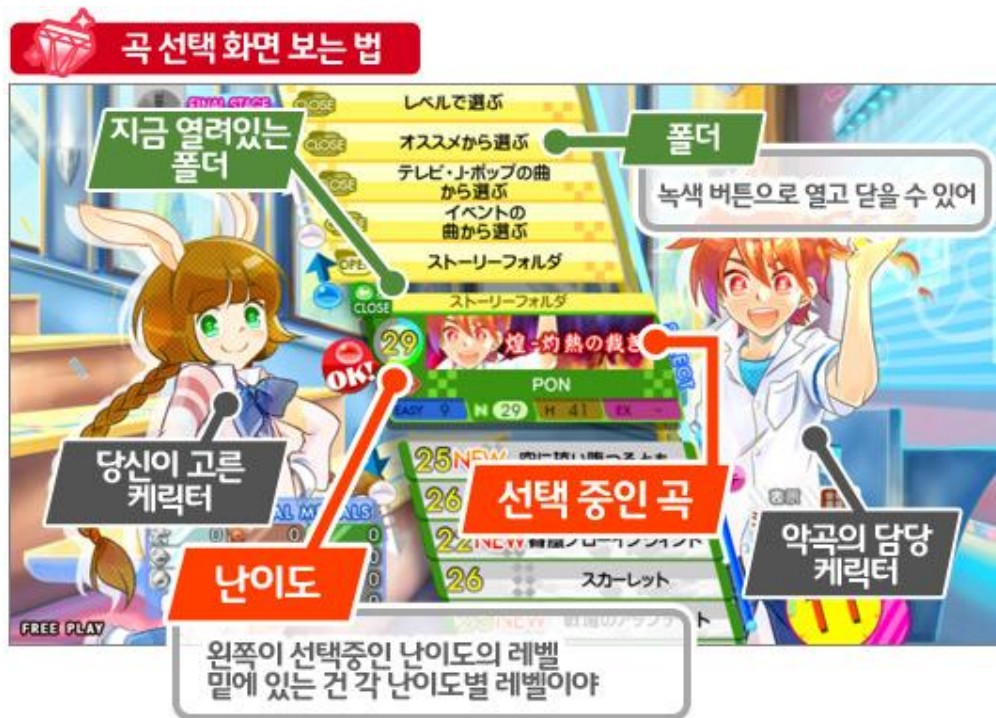 곡 선택 화면 보는 법
FINAL STAGE
CLOSE
レベルで選ぶ
지금 열려있는
폴더
CLOSE
オススメから選ぶ
폴더
녹색 버튼으로 열고 닫을 수 있어
CLOSE
テレビ・J-ポップの曲
から選ぶ
イベントの
曲から選ぶ
OPEN
ストーリーフォルダ
CLOSE
ストーリーフォルダ
29
煌-灼熱の裁き
OK!
PON
EASY 9 N 29 H 41 EX -
당신이 고른
케릭터
25 NEW
선택 중인 곡
26
22 NEW
악곡의 담당
케릭터
난이도
26 スカーレット
NEW
FREE PLAY
왼쪽이 선택중인 난이도의 레벨
밑에 있는 건 각 난이도별 레벨이야